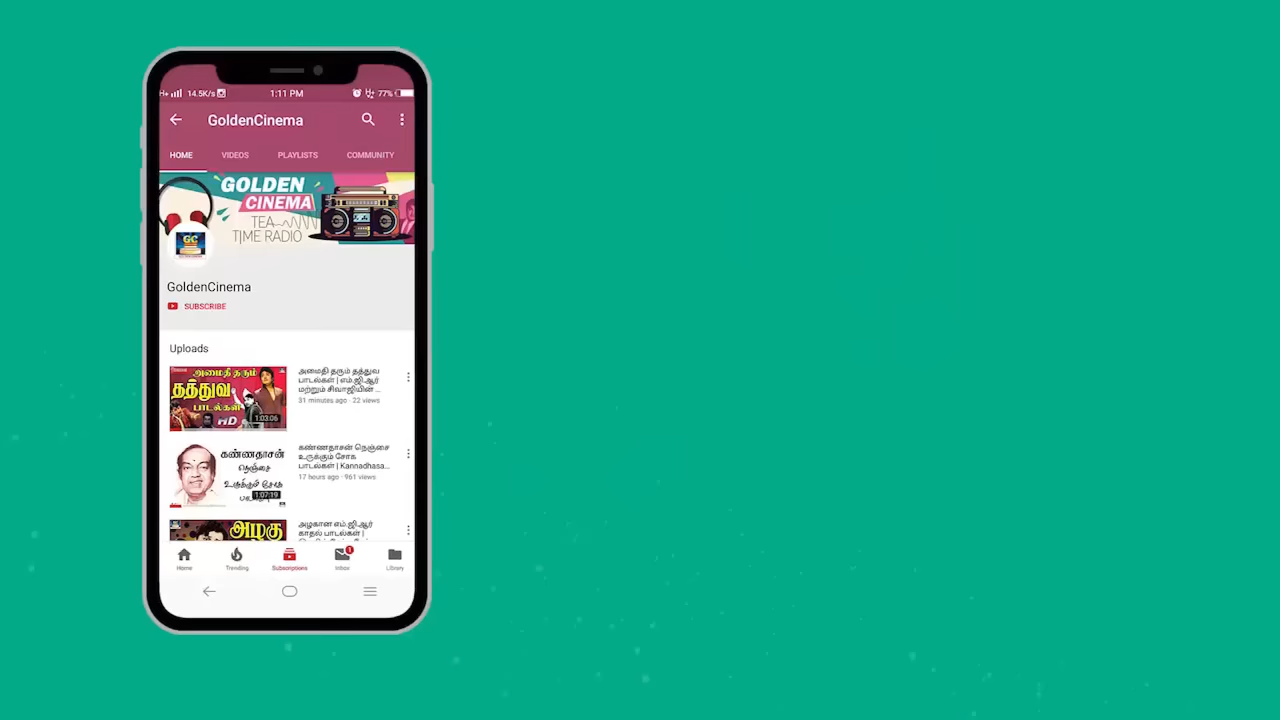 H+ 14.5K/s 1:11 PM 77%
GoldenCinema
HOME VIDEOS PLAYLISTS COMMUNITY
GOLDEN
CINEMA
TEA
TIME RADIO
GC
GoldenCinema
SUBSCRIBE
Uploads
அமைதி தரும்
தத்துவ
பாடல்கள்
HD
1:03:06
அமைதி தரும் தத்துவ
பாடல்கள் | எம்.ஜி.ஆர்
மற்றும் சிவாஜியின் ...
31 minutes ago · 22 views
கண்ணதாசன்
நெஞ்சை
உருக்கும் சோக
1:07:19
கண்ணதாசன் நெஞ்சை
உருக்கும் சோக
பாடல்கள் | Kannadhasa...
17 hours ago · 961 views
அழகு
அழகான எம்.ஜி.ஆர்
காதல் பாடல்கள் |
Home Trending Subscriptions Inbox 1 Library